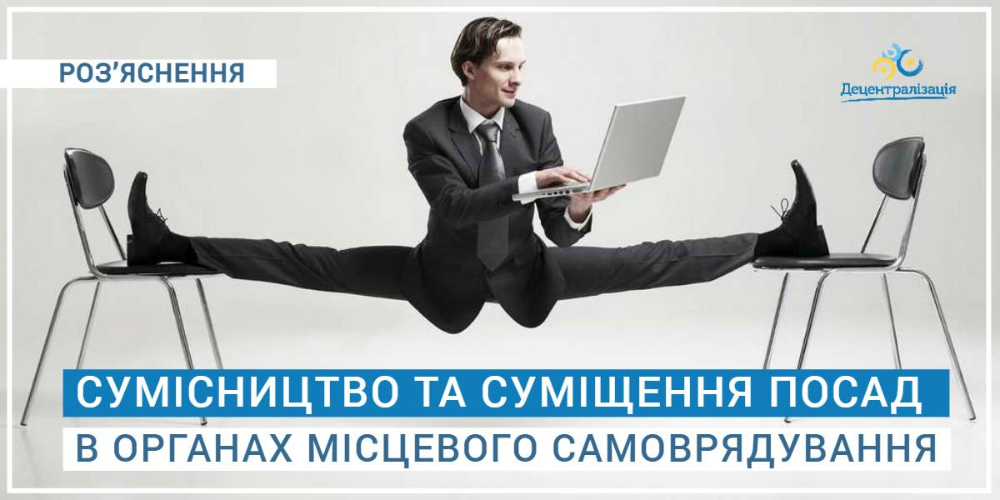 РОЗ’ЯСНЕННЯ
Децентралізація
СУМІСНИЦТВО ТА СУМІЩЕННЯ ПОСАД
В ОРГАНАХ МІСЦЕВОГО САМОВРЯДУВАННЯ